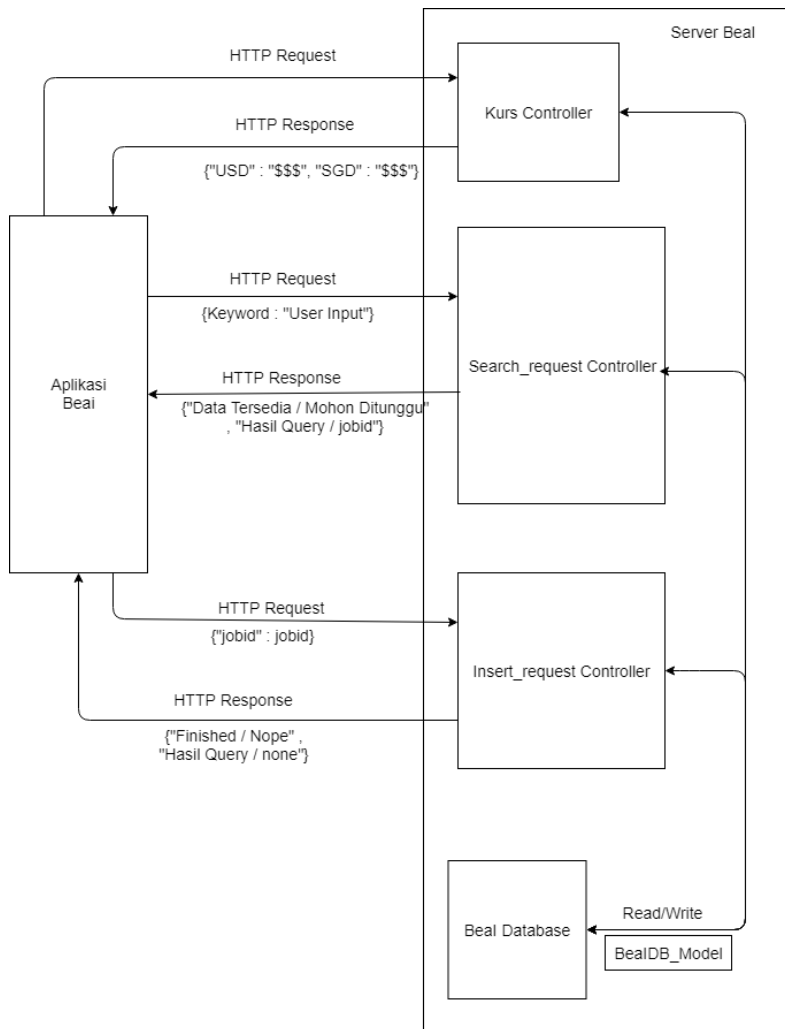 Server Beal
HTTP Request
Kurs Controller
HTTP Response
{"USD" : "$$$", "SGD" : "$$$"}
HTTP Request
{Keyword : "User Input"}
Aplikasi
Beai
Search_request Controller
HTTP Response
{"Data Tersedia / Mohon Ditunggu"
, "Hasil Query / jobid"}
HTTP Request
{"jobid" : jobid}
Insert_request Controller
HTTP Response
{"Finished / Nope" ,
"Hasil Query / none"}
Beal Database
Read/Write
BealDB_Model